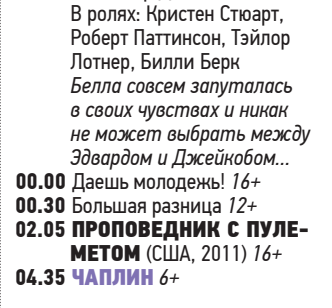 В ролях: Кристен Стюарт,
Роберт Паттинсон, Тэйлор
Лотнер, Билли Берк
Белла совсем запуталась
в своих чувствах и никак
не может выбрать между
Эдвардом и Джейкобом...
00.00 Даешь молодежь! 16+
00.30 Большая разница 12+
02.05 ПРОПОВЕДНИК С ПУЛЕ-
МЕТОМ (США, 2011) 16+
04.35 ЧАПЛИН 6+